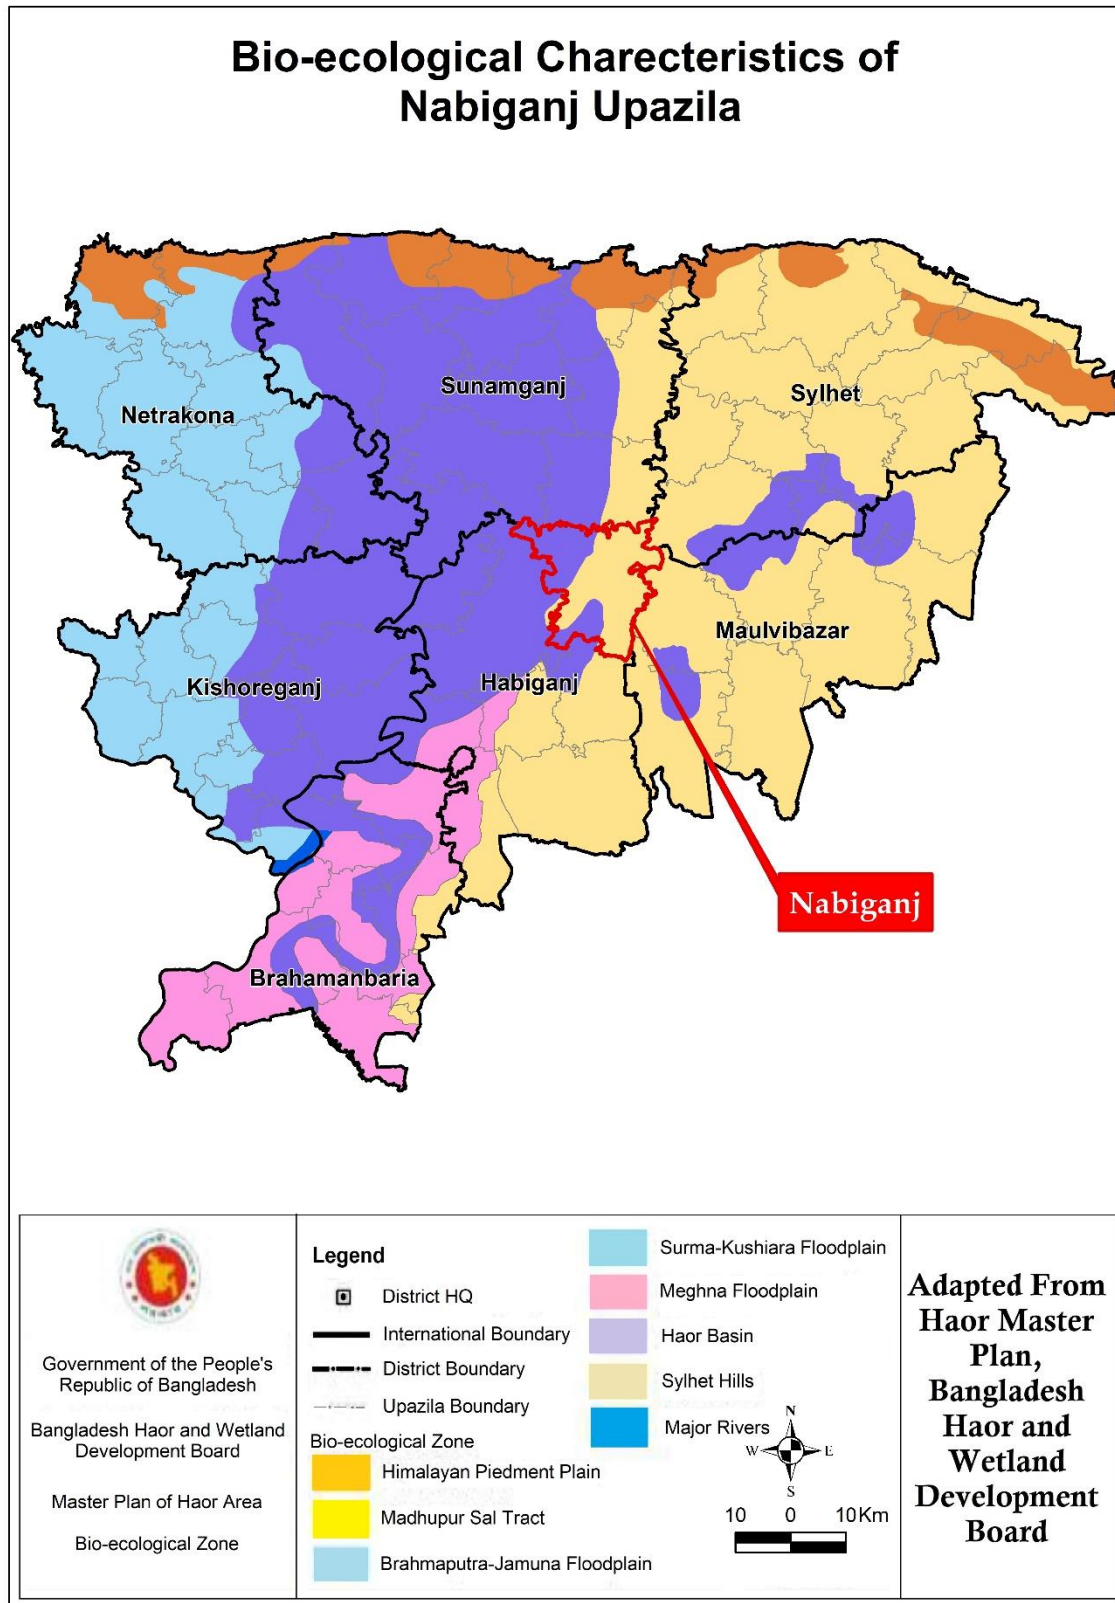 Bio-ecological Charecteristics of
Nabiganj Upazila
Netrakona
Sunamganj
Sylhet
Kishoreganj
Habiganj
Maulvibazar
Nabiganj
Brahamanbaria
Government of the People's
Republic of Bangladesh
Bangladesh Haor and Wetland
Development Board
Master Plan of Haor Area
Bio-ecological Zone
Legend
District HQ
International Boundary
District Boundary
Upazila Boundary
Bio-ecological Zone
Himalayan Piedment Plain
Madhupur Sal Tract
Brahmaputra-Jamuna Floodplain
Surma-Kushiara Floodplain
Meghna Floodplain
Haor Basin
Sylhet Hills
Major Rivers
N
W E
S
10 0 10Km
Adapted From
Haor Master
Plan,
Bangladesh
Haor and
Wetland
Development
Board